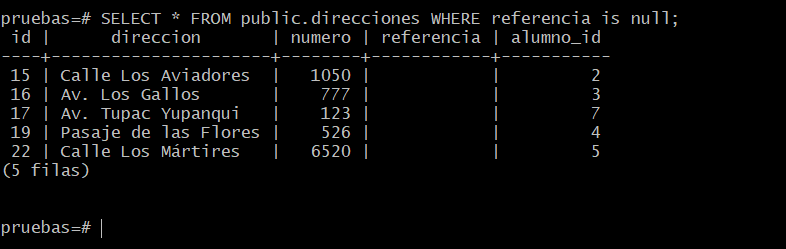 pruebas=# SELECT * FROM public.direcciones WHERE referencia is null;
 id |       direccion        | numero | referencia | alumno_id
----+------------------------+--------+------------+-----------
 15 | Calle Los Aviadores    |   1050 |            |         2
 16 | Av. Los Gallos         |    777 |            |         3
 17 | Av. Tupac Yupanqui     |    123 |            |         7
 19 | Pasaje de las Flores   |    526 |            |         4
 22 | Calle Los Mártires     |   6520 |            |         5
(5 filas)
pruebas=#